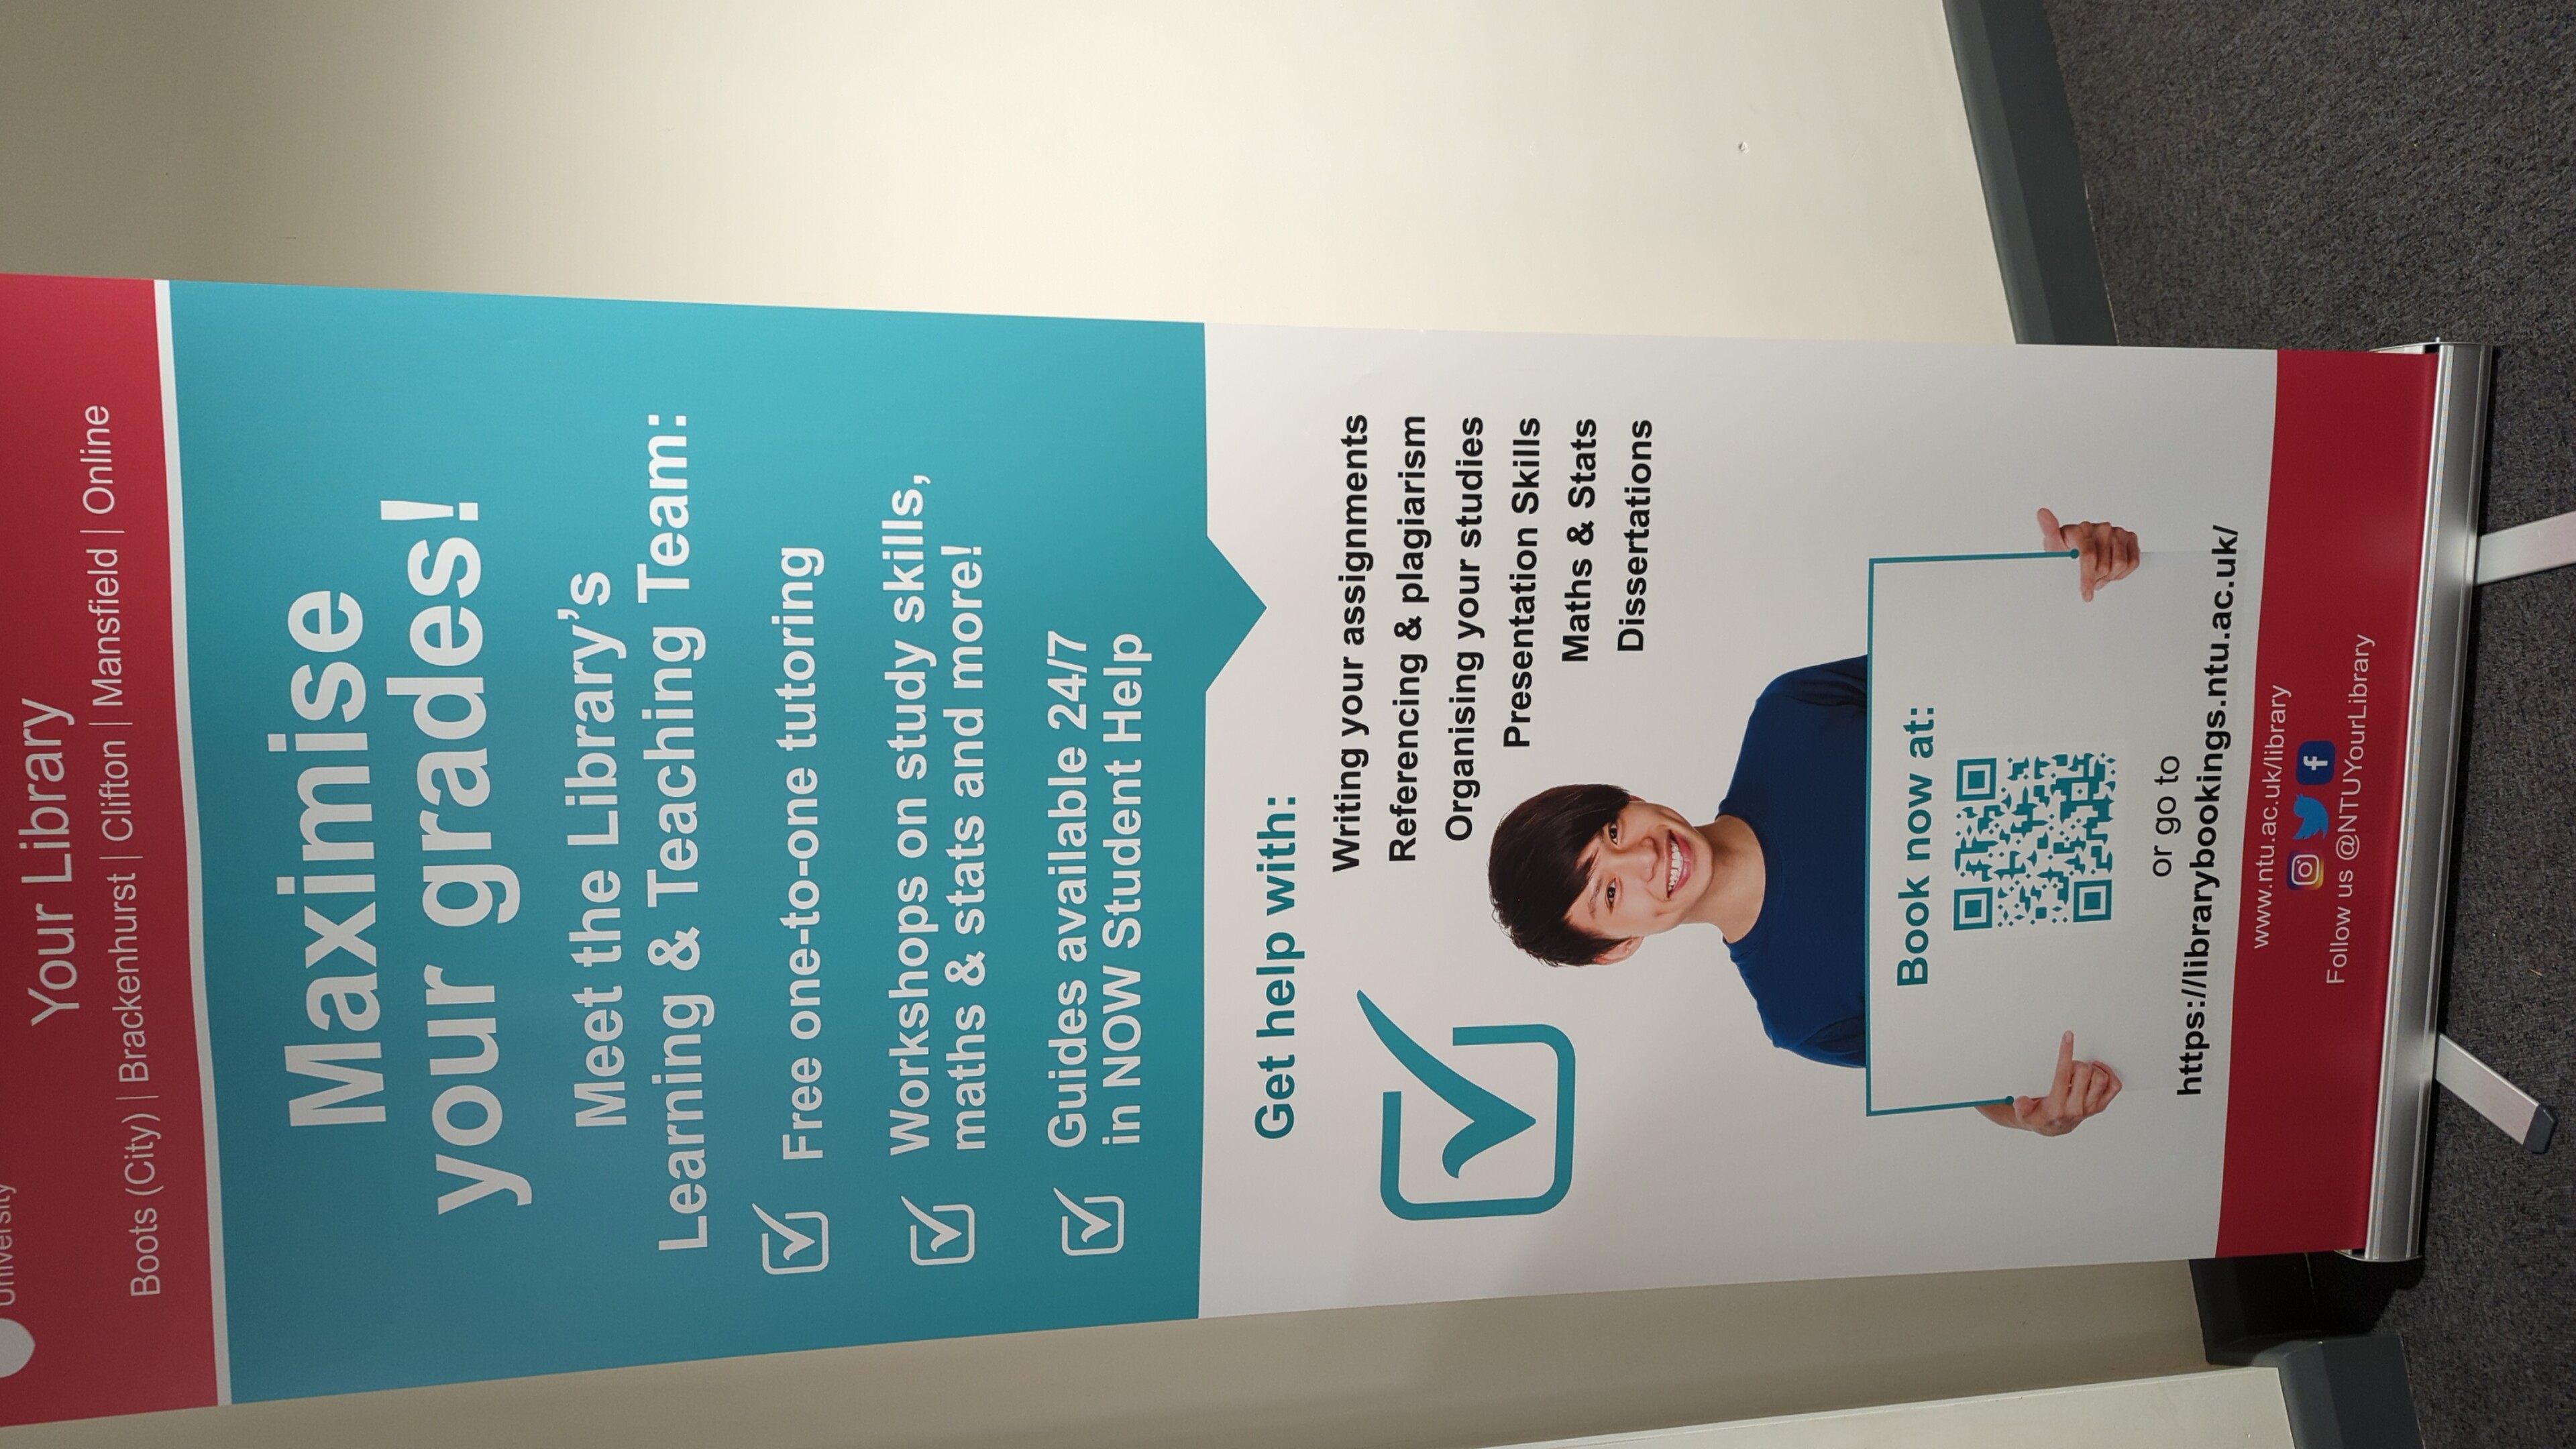 University
Your Library
Boots (City) | Brackenhurst | Clifton | Mansfield | Online
Maximise
your grades!
Meet the Library’s
Learning & Teaching Team:
Free one-to-one tutoring
Workshops on study skills,
maths & stats and more!
Guides available 24/7
in NOW Student Help
Get help with:
Writing your assignments
Referencing & plagiarism
Organising your studies
Presentation Skills
Maths & Stats
Dissertations
Book now at:
or go to
https://librarybookings.ntu.ac.uk/
www.ntu.ac.uk/library
Follow us @NTUYourLibrary